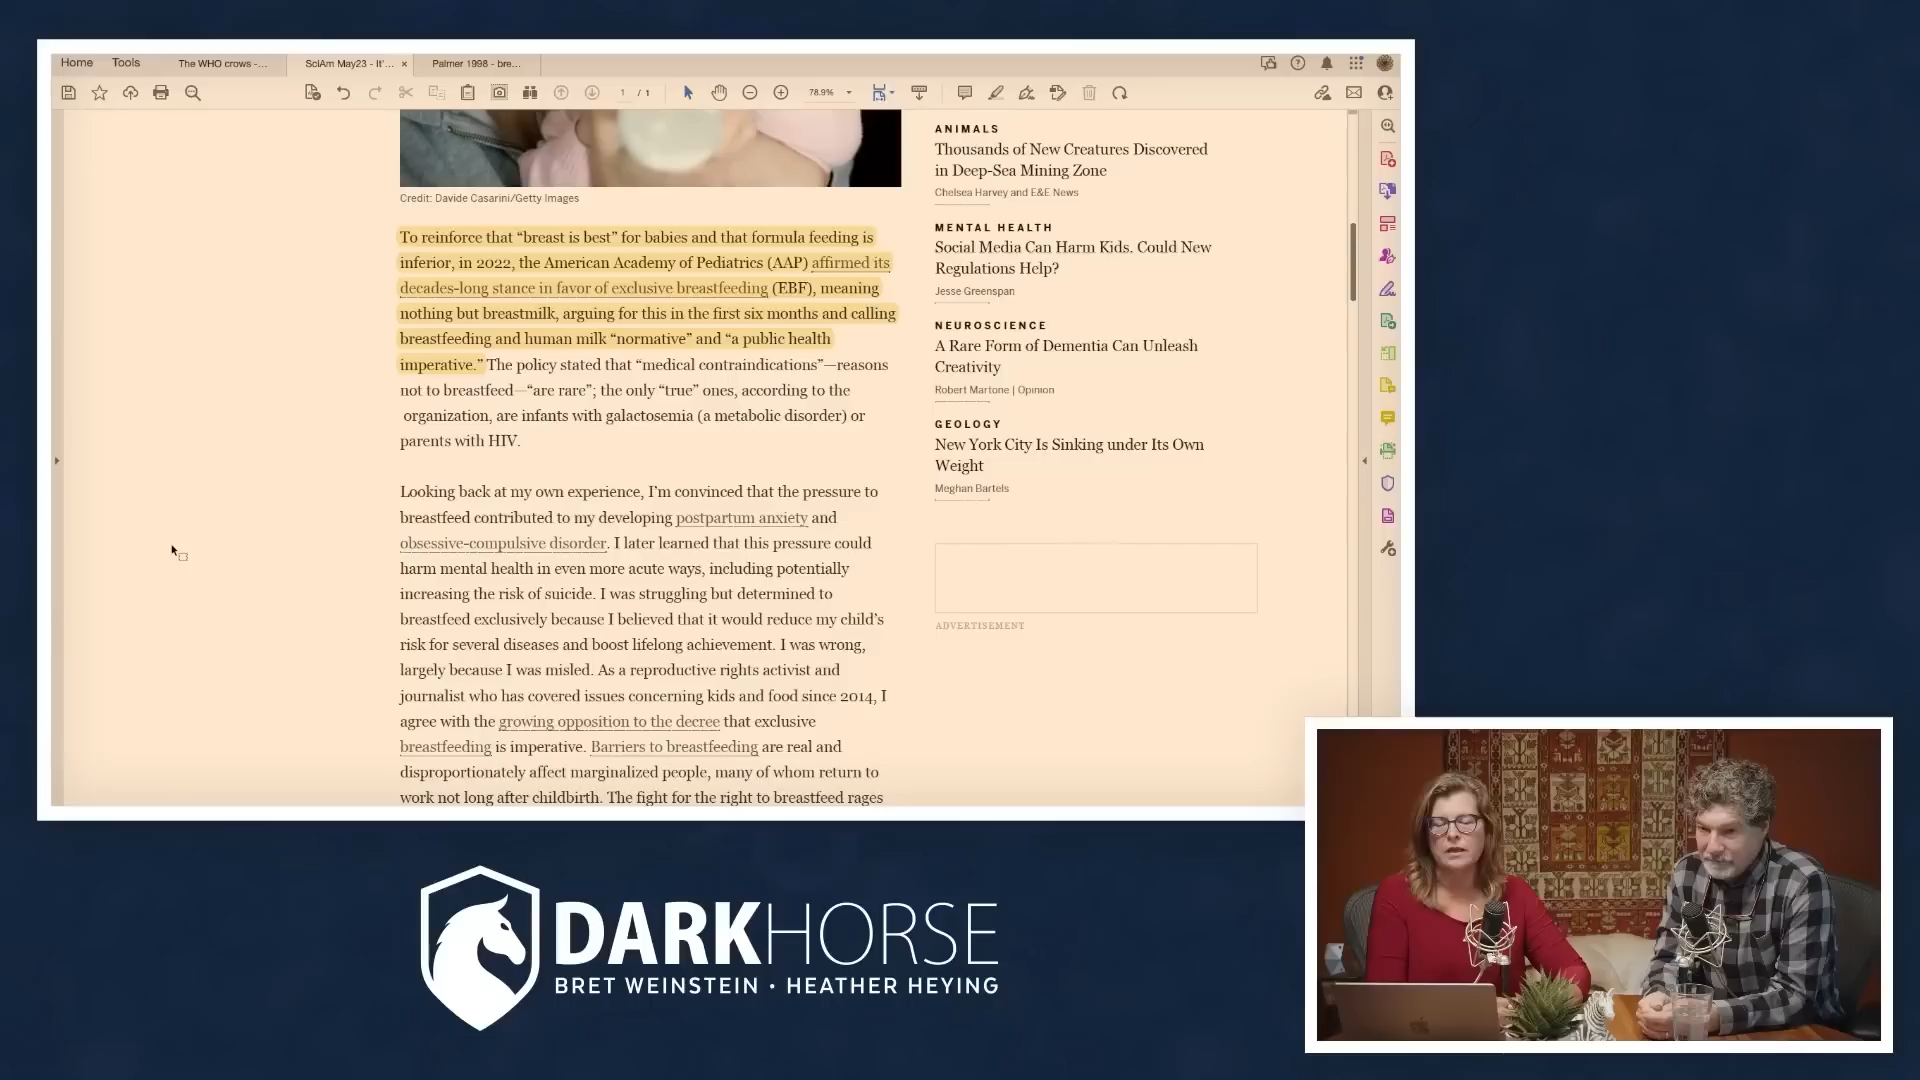 Home
Tools
The WHO crows -...
SciAm May23 - It'... ×
Palmer 1998 - bre...
1 / 1
78.9%
Credit: Davide Casarini/Getty Images
To reinforce that “breast is best” for babies and that formula feeding is
inferior, in 2022, the American Academy of Pediatrics (AAP) affirmed its
decades-long stance in favor of exclusive breastfeeding (EBF), meaning
nothing but breastmilk, arguing for this in the first six months and calling
breastfeeding and human milk “normative” and “a public health
imperative.” The policy stated that “medical contraindications”—reasons
not to breastfeed—“are rare”; the only “true” ones, according to the
organization, are infants with galactosemia (a metabolic disorder) or
parents with HIV.
Looking back at my own experience, I’m convinced that the pressure to
breastfeed contributed to my developing postpartum anxiety and
obsessive-compulsive disorder. I later learned that this pressure could
harm mental health in even more acute ways, including potentially
increasing the risk of suicide. I was struggling but determined to
breastfeed exclusively because I believed that it would reduce my child’s
risk for several diseases and boost lifelong achievement. I was wrong,
largely because I was misled. As a reproductive rights activist and
journalist who has covered issues concerning kids and food since 2014, I
agree with the growing opposition to the decree that exclusive
breastfeeding is imperative. Barriers to breastfeeding are real and
disproportionately affect marginalized people, many of whom return to
work not long after childbirth. The fight for the right to breastfeed rages
ANIMALS
Thousands of New Creatures Discovered
in Deep-Sea Mining Zone
Chelsea Harvey and E&E News
MENTAL HEALTH
Social Media Can Harm Kids. Could New
Regulations Help?
Jesse Greenspan
NEUROSCIENCE
A Rare Form of Dementia Can Unleash
Creativity
Robert Martone | Opinion
GEOLOGY
New York City Is Sinking under Its Own
Weight
Meghan Bartels
ADVERTISEMENT
DARKHORSE
BRET WEINSTEIN • HEATHER HEYING